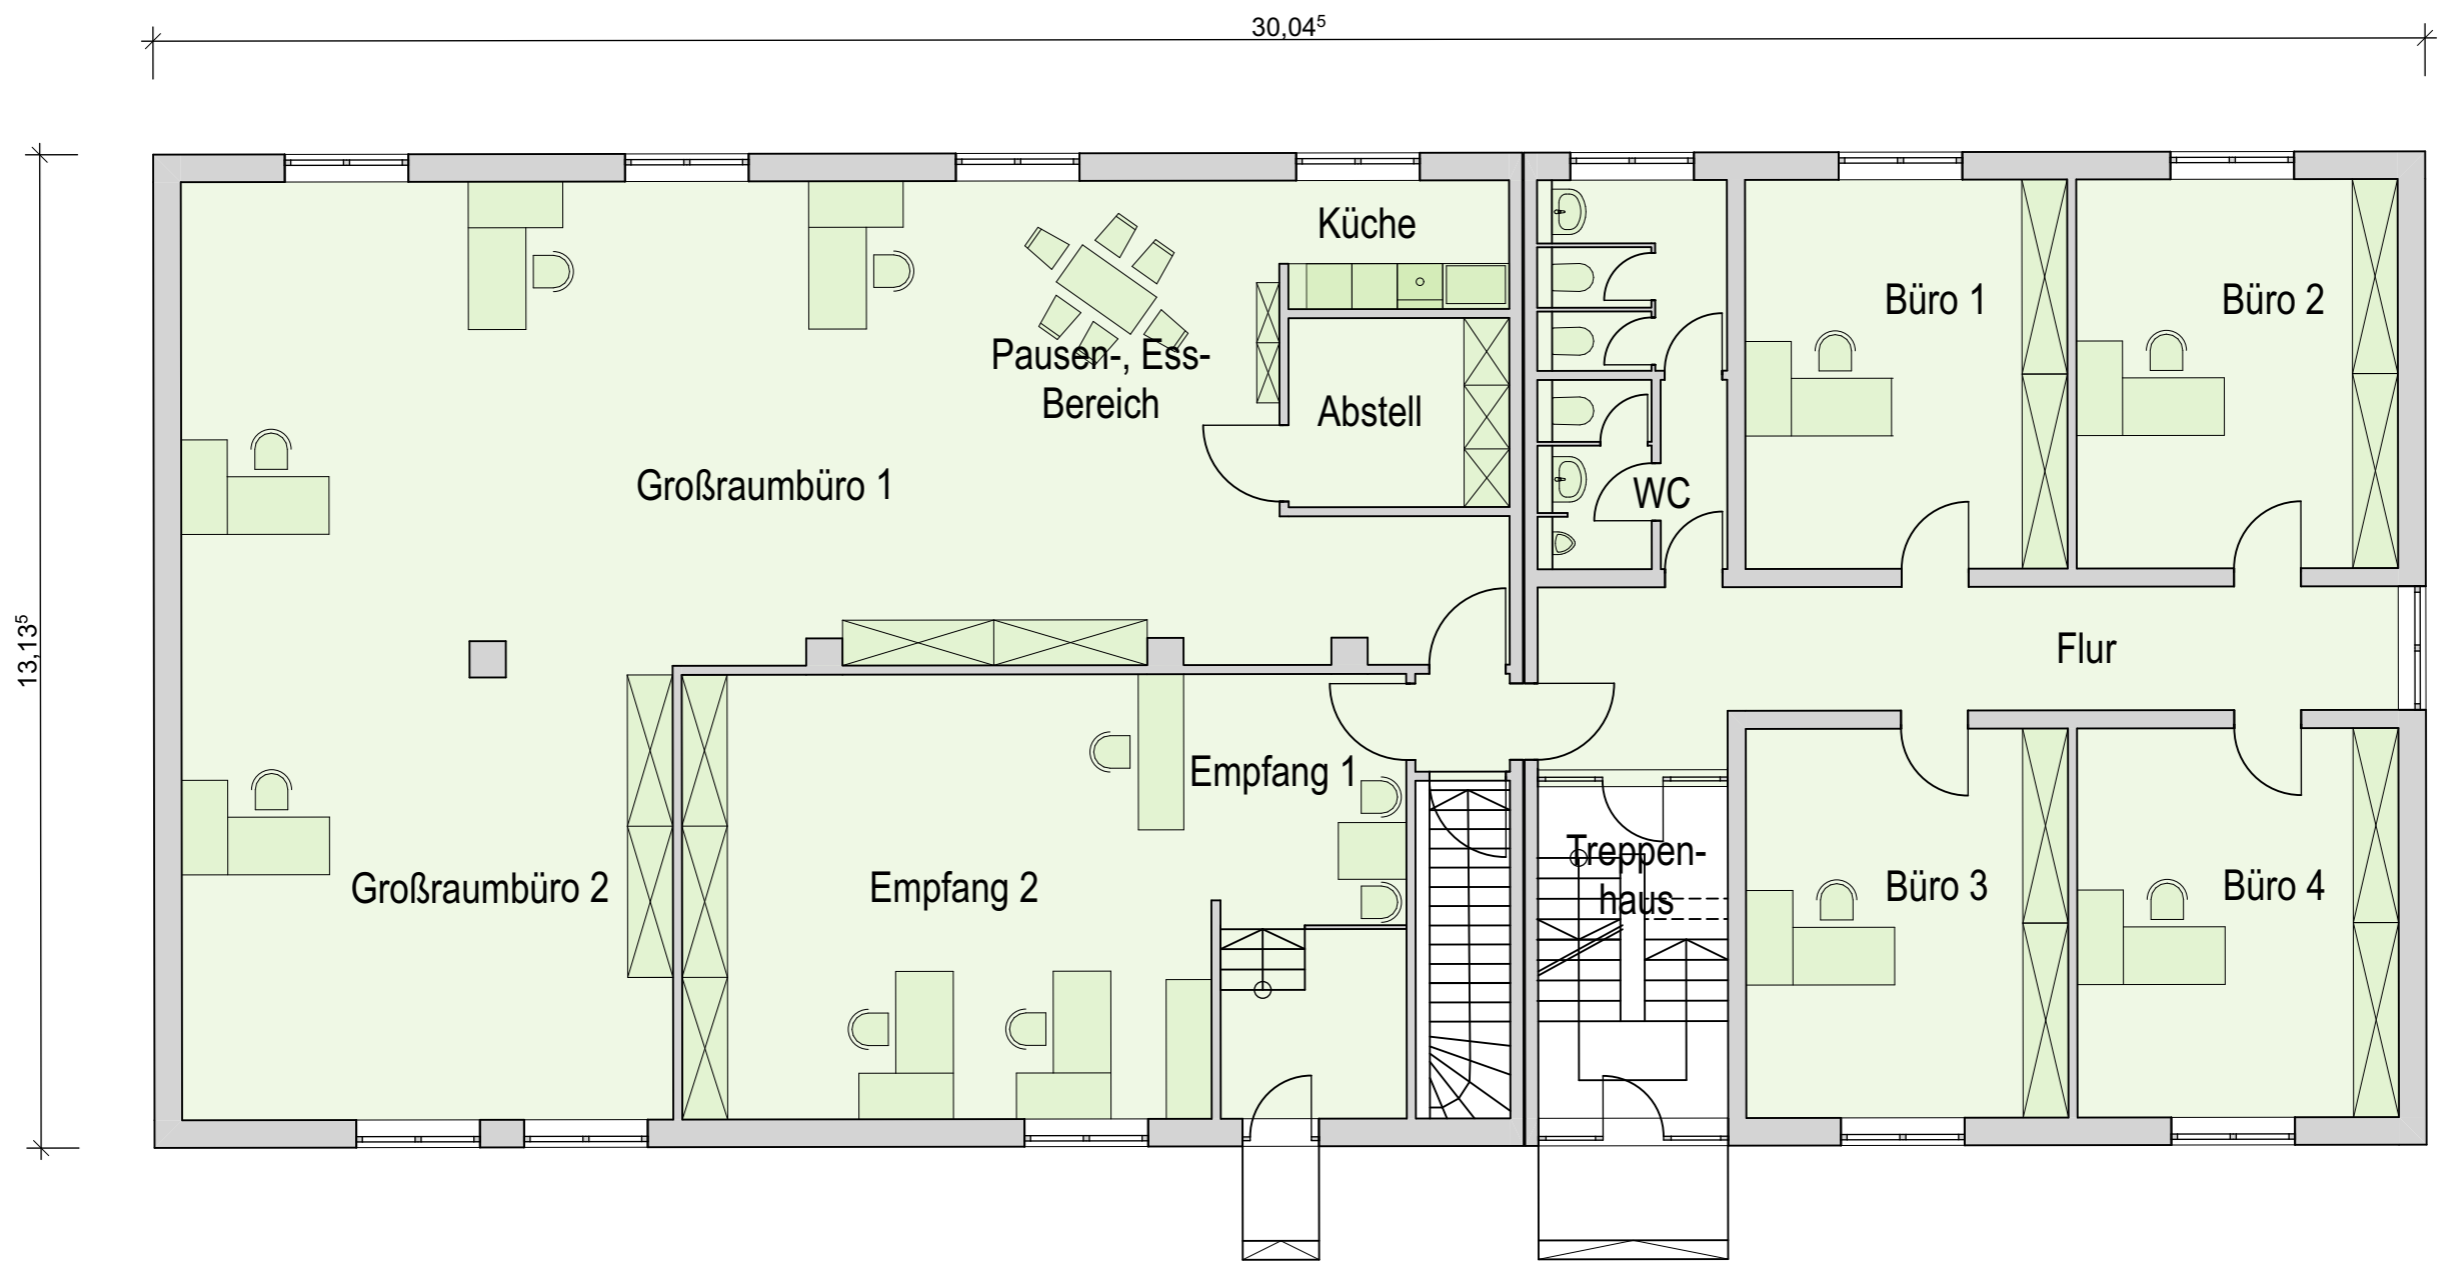 30,04⁵
Küche
Büro 1
Büro 2
Pausen-, Ess-
Bereich
Abstell
Großraumbüro 1
WC
13,13⁵
Flur
Empfang 1
Treppen-
haus
Großraumbüro 2
Empfang 2
Büro 3
Büro 4